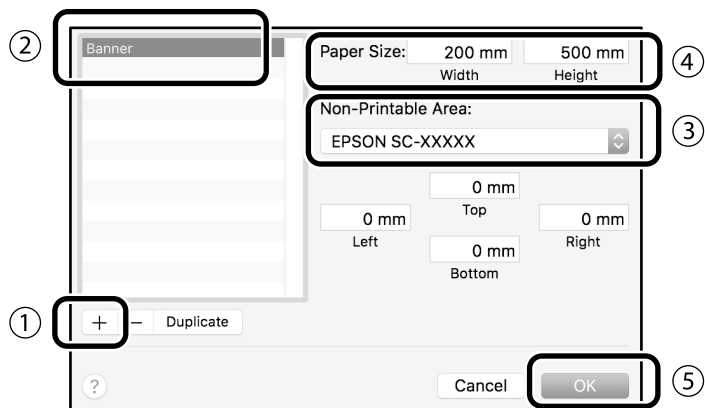 ②
Banner
Paper Size: 200 mm 500 mm
Width Height
④
Non-Printable Area:
EPSON SC-XXXXX
③
0 mm
Top
0 mm 0 mm
Left Right
0 mm
Bottom
①
+ − Duplicate
? Cancel OK
⑤